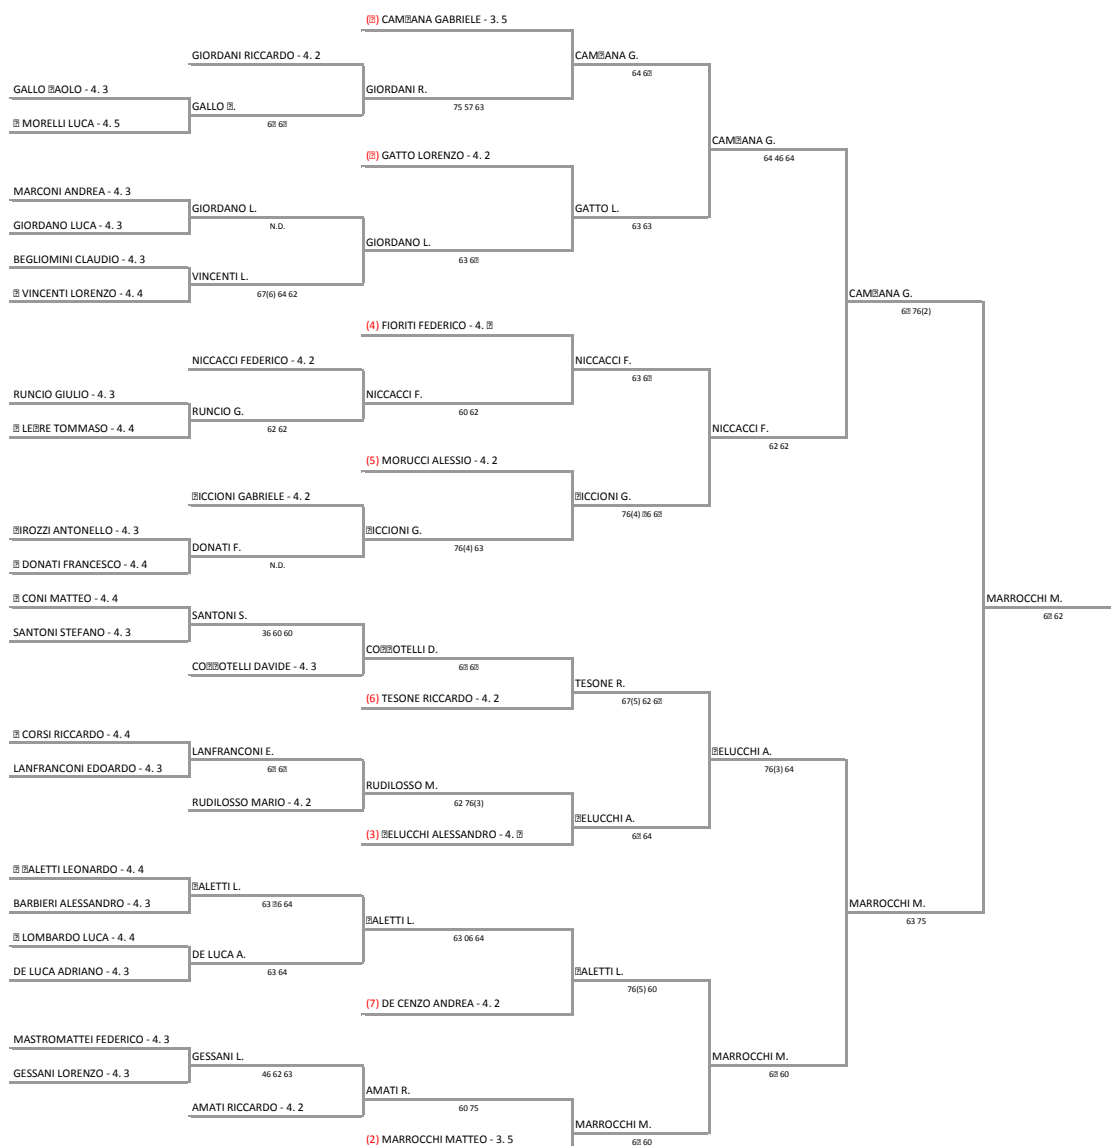 GALLO ⍰AOLO - 4. 3
⍰ MORELLI LUCA - 4. 5
MARCONI ANDREA - 4. 3
GIORDANO LUCA - 4. 3
BEGLIOMINI CLAUDIO - 4. 3
⍰ VINCENTI LORENZO - 4. 4
RUNCIO GIULIO - 4. 3
⍰ LE⍰RE TOMMASO - 4. 4
⍰IROZZI ANTONELLO - 4. 3
⍰ DONATI FRANCESCO - 4. 4
⍰ CONI MATTEO - 4. 4
SANTONI STEFANO - 4. 3
⍰ CORSI RICCARDO - 4. 4
LANFRANCONI EDOARDO - 4. 3
⍰ ⍰ALETTI LEONARDO - 4. 4
BARBIERI ALESSANDRO - 4. 3
⍰ LOMBARDO LUCA - 4. 4
DE LUCA ADRIANO - 4. 3
MASTROMATTEI FEDERICO - 4. 3
GESSANI LORENZO - 4. 3
GIORDANI RICCARDO - 4. 2
GALLO ⍰.
6⍰ 6⍰
GIORDANO L.
N.D.
VINCENTI L.
67(6) 64 62
NICCACCI FEDERICO - 4. 2
RUNCIO G.
62 62
⍰ICCIONI GABRIELE - 4. 2
DONATI F.
N.D.
SANTONI S.
36 60 60
CO⍰⍰OTELLI DAVIDE - 4. 3
LANFRANCONI E.
6⍰ 6⍰
RUDILOSSO MARIO - 4. 2
⍰ALETTI L.
63 ⍰6 64
DE LUCA A.
63 64
GESSANI L.
46 62 63
AMATI RICCARDO - 4. 2
(⍰) CAM⍰ANA GABRIELE - 3. 5
GIORDANI R.
75 57 63
(⍰) GATTO LORENZO - 4. 2
GIORDANO L.
63 6⍰
(4) FIORITI FEDERICO - 4. ⍰
NICCACCI F.
60 62
(5) MORUCCI ALESSIO - 4. 2
⍰ICCIONI G.
76(4) 63
CO⍰⍰OTELLI D.
6⍰ 6⍰
(6) TESONE RICCARDO - 4. 2
RUDILOSSO M.
62 76(3)
(3) ⍰ELUCCHI ALESSANDRO - 4. ⍰
⍰ALETTI L.
63 06 64
(7) DE CENZO ANDREA - 4. 2
AMATI R.
60 75
(2) MARROCCHI MATTEO - 3. 5
CAM⍰ANA G.
64 6⍰
GATTO L.
63 63
NICCACCI F.
63 6⍰
⍰ICCIONI G.
76(4) ⍰6 6⍰
TESONE R.
67(5) 62 6⍰
⍰ELUCCHI A.
6⍰ 64
⍰ALETTI L.
76(5) 60
MARROCCHI M.
6⍰ 60
CAM⍰ANA G.
64 46 64
NICCACCI F.
62 62
⍰ELUCCHI A.
76(3) 64
MARROCCHI M.
6⍰ 60
CAM⍰ANA G.
6⍰ 76(2)
MARROCCHI M.
63 75
MARROCCHI M.
6⍰ 62